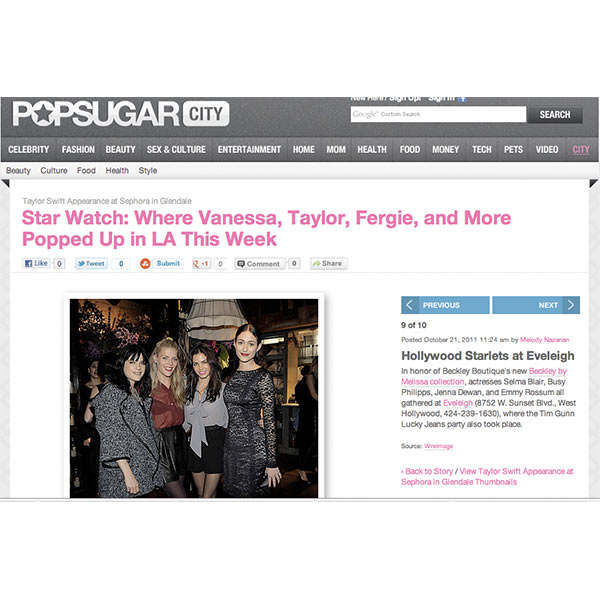 New Here? Sign Up! Sign In
POPSUGAR CITY
Google Custom Search SEARCH
CELEBRITY FASHION BEAUTY SEX & CULTURE ENTERTAINMENT HOME MOM HEALTH FOOD MONEY TECH PETS VIDEO CITY
Beauty Culture Food Health Style
Taylor Swift Appearance at Sephora in Glendale
Star Watch: Where Vanessa, Taylor, Fergie, and More
Popped Up in LA This Week
Like 0 Tweet 0 Submit +1 0 Comment 0 Share
PREVIOUS NEXT
9 of 10
Posted October 21, 2011 11:24 am by Melody Nazarian
Hollywood Starlets at Eveleigh
In honor of Beckley Boutique's new Beckley by
Melissa collection, actresses Selma Blair, Busy
Philipps, Jenna Dewan, and Emmy Rossum all
gathered at Eveleigh (8752 W. Sunset Blvd., West
Hollywood, 424-239-1630), where the Tim Gunn
Lucky Jeans party also took place.
Source: WireImage
‹ Back to Story / View Taylor Swift Appearance at
Sephora in Glendale Thumbnails